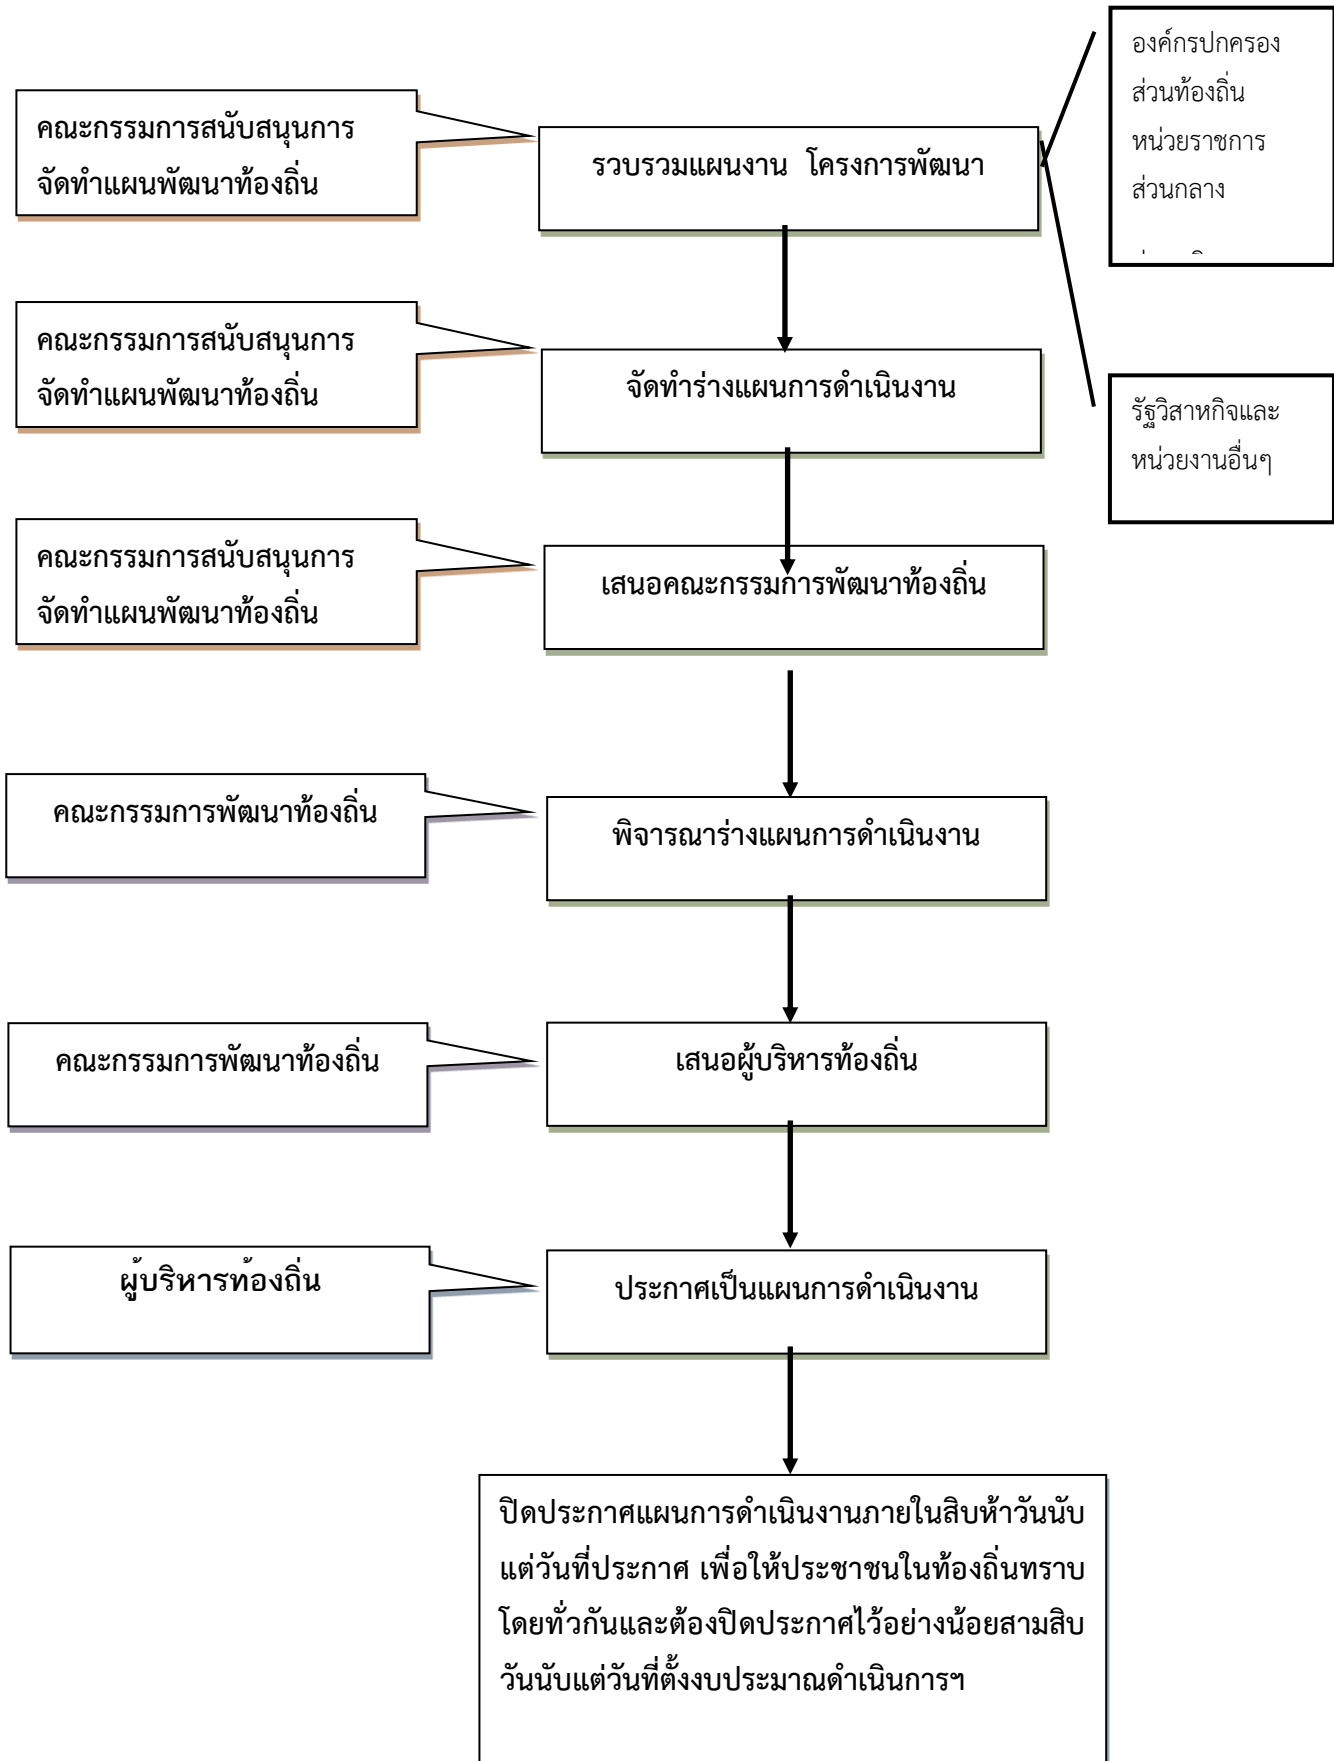 องค์กรปกครอง
ส่วนท้องถิ่น
หน่วยราชการ
ส่วนกลาง
คณะกรรมการสนับสนุนการ
จัดทำแผนพัฒนาท้องถิ่น
รวบรวมแผนงาน โครงการพัฒนา
คณะกรรมการสนับสนุนการ
จัดทำแผนพัฒนาท้องถิ่น
จัดทำร่างแผนการดำเนินงาน
รัฐวิสาหกิจและ
หน่วยงานอื่นๆ
คณะกรรมการสนับสนุนการ
จัดทำแผนพัฒนาท้องถิ่น
เสนอคณะกรรมการพัฒนาท้องถิ่น
คณะกรรมการพัฒนาท้องถิ่น
พิจารณาร่างแผนการดำเนินงาน
คณะกรรมการพัฒนาท้องถิ่น
เสนอผู้บริหารท้องถิ่น
ผู้บริหารท้องถิ่น
ประกาศเป็นแผนการดำเนินงาน
ปิดประกาศแผนการดำเนินงานภายในสิบห้าวันนับ
แต่วันที่ประกาศ เพื่อให้ประชาชนในท้องถิ่นทราบ
โดยทั่วกันและต้องปิดประกาศไว้อย่างน้อยสามสิบ
วันนับแต่วันที่ตั้งงบประมาณดำเนินการฯ